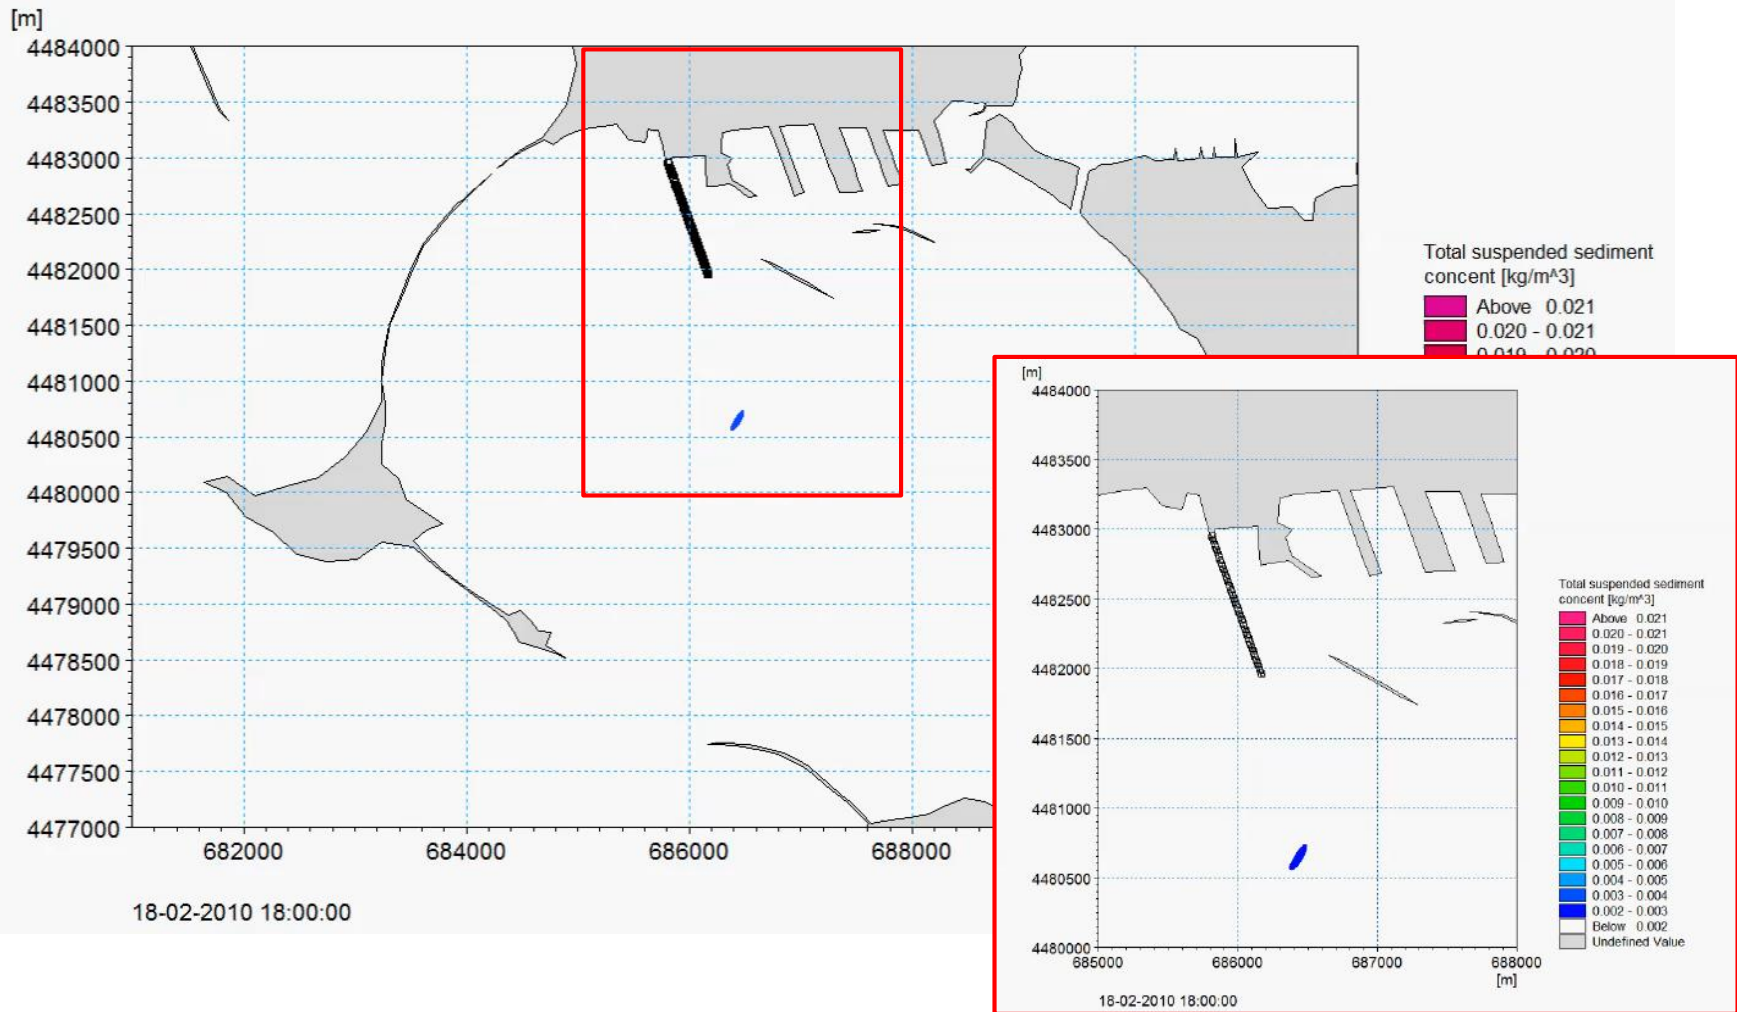 [m]
4484000
4483500
4483000
4482500
4482000
4481500
4481000
4480500
4480000
4479500
4479000
4478500
4478000
4477500
4477000
682000
684000
686000
688000
18-02-2010 18:00:00
Total suspended sediment
concent [kg/m^3]
Above 0.021
0.020 - 0.021
0.019 - 0.020
[m]
4484000
4483500
4483000
4482500
4482000
4481500
4481000
4480500
4480000
685000
686000
687000
688000
[m]
18-02-2010 18:00:00
Total suspended sediment
concent [kg/m^3]
Above 0.021
0.020 - 0.021
0.019 - 0.020
0.018 - 0.019
0.017 - 0.018
0.016 - 0.017
0.015 - 0.016
0.014 - 0.015
0.013 - 0.014
0.012 - 0.013
0.011 - 0.012
0.010 - 0.011
0.009 - 0.010
0.008 - 0.009
0.007 - 0.008
0.006 - 0.007
0.005 - 0.006
0.004 - 0.005
0.003 - 0.004
0.002 - 0.003
Below 0.002
Undefined Value